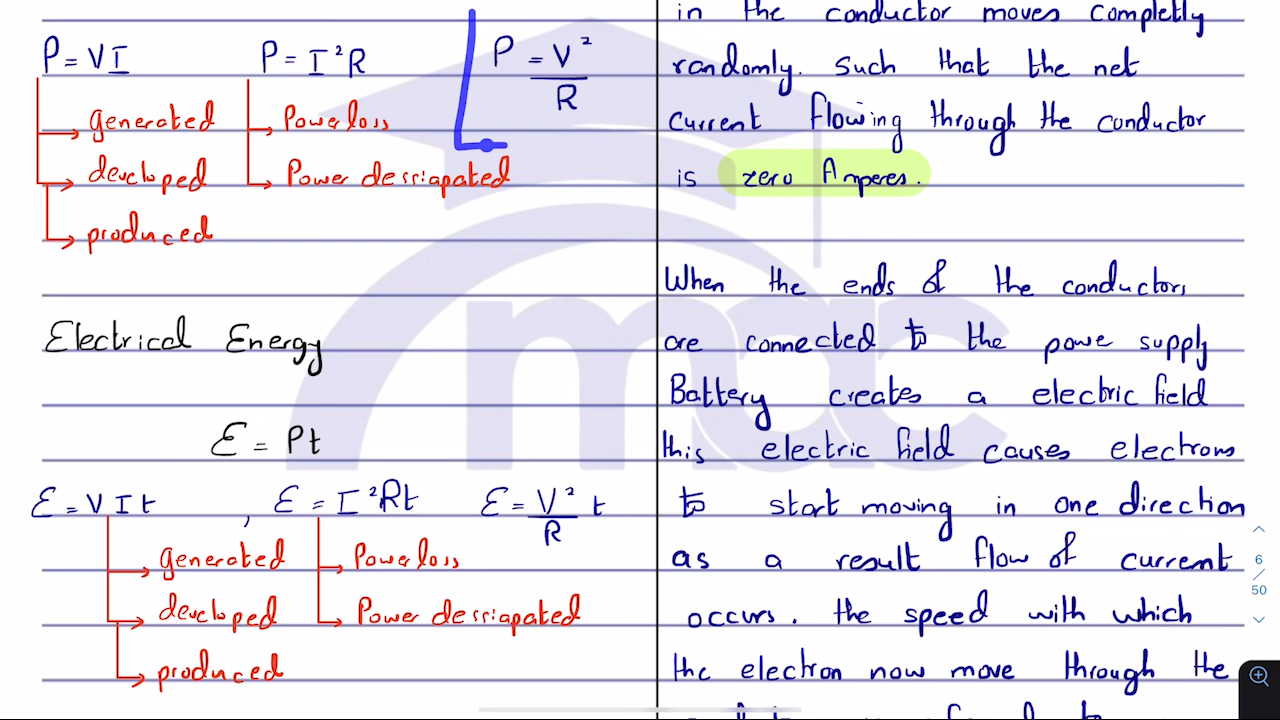 P = VI
P = I²R
P = V²/R
generated
Power loss
developed
Power dessiapated
produced
Electrical Energy
Ɛ = Pt
Ɛ = VIt , Ɛ = I²Rt Ɛ = V²/R t
generated
Power loss
developed
Power dessiapated
produced
in the conductor moves completly
randomly. such that the net
current flowing through the conductor
is zero Amperes.
When the ends of the conductors
are connected to the powe supply
Battery creates a electric field
this electric field causes electrons
to start moving in one direction
as a result flow of current
occurs. the speed with which
the electron now move through the
mac
6
/
50